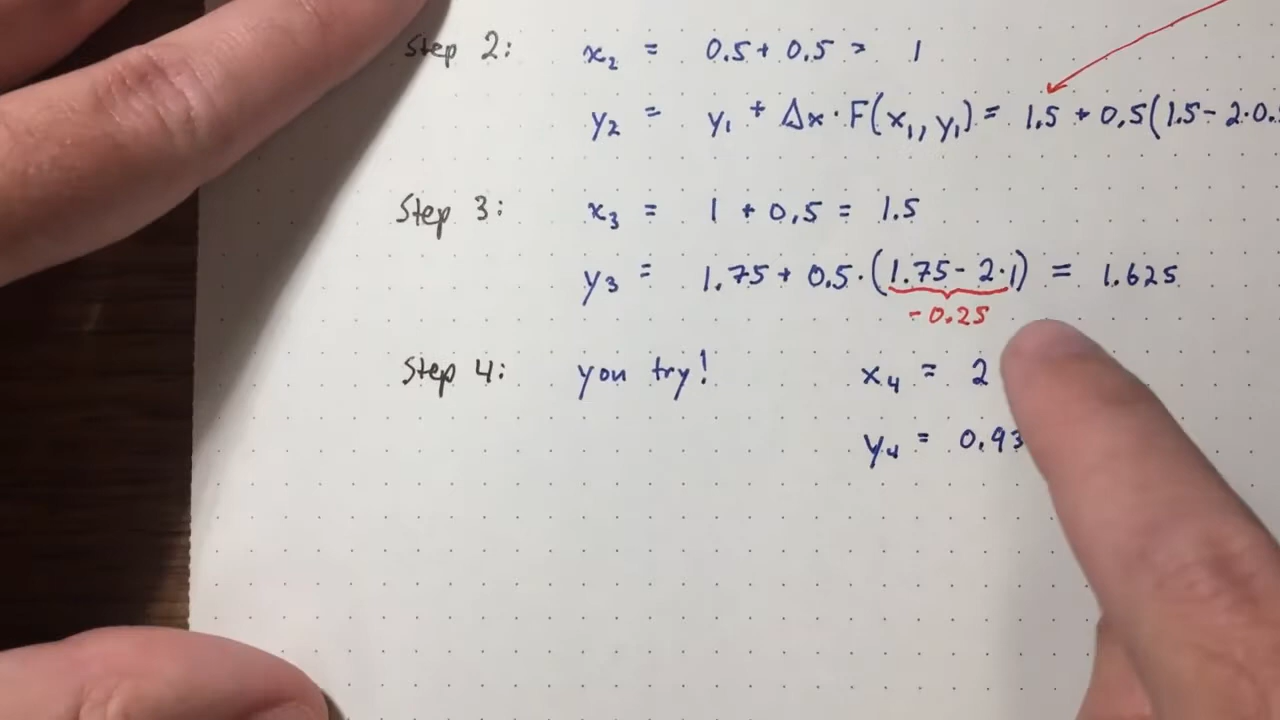 Step 2: x₂ = 0.5 + 0.5 = 1
y₂ = y₁ + Δx · F(x₁, y₁) = 1.5 + 0.5(1.5 - 2·0.
Step 3: x₃ = 1 + 0.5 = 1.5
y₃ = 1.75 + 0.5 · (1.75 - 2·1) = 1.625
-0.25
Step 4: you try! x₄ = 2
y₄ = 0.93